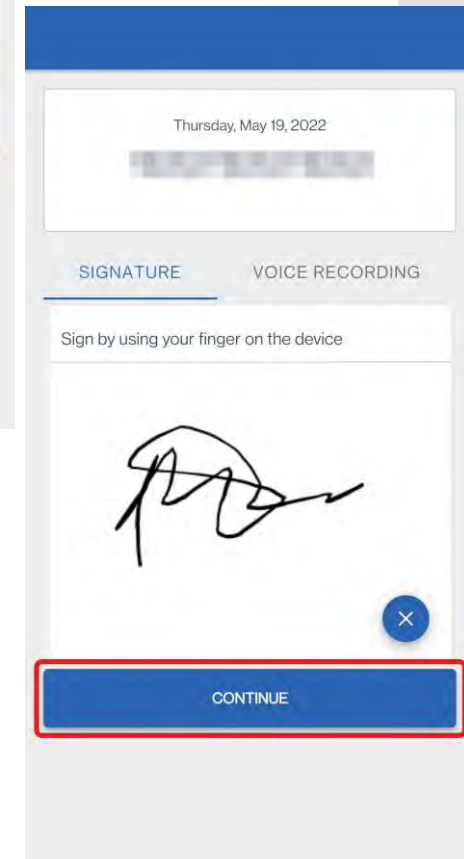 Thursday, May 19, 2022
SIGNATURE VOICE RECORDING
Sign by using your finger on the device
CONTINUE